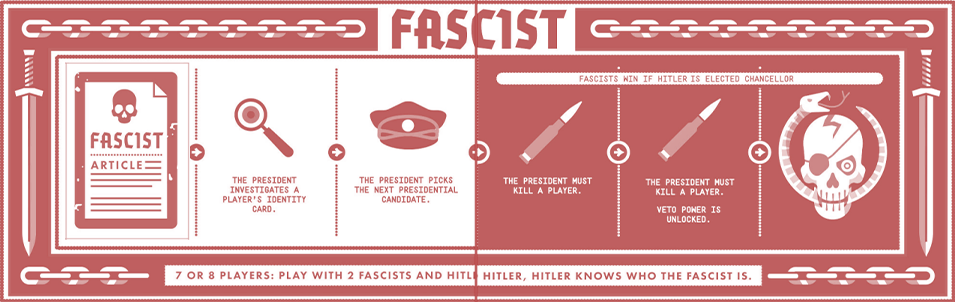 FASCIST
FASCISTS WIN IF HITLER IS ELECTED CHANCELLOR
FASCIST
ARTICLE
THE PRESIDENT
INVESTIGATES A
PLAYER'S IDENTITY
CARD.
THE PRESIDENT PICKS
THE NEXT PRESIDENTIAL
CANDIDATE.
THE PRESIDENT MUST
KILL A PLAYER.
THE PRESIDENT MUST
KILL A PLAYER.
VETO POWER IS
UNLOCKED.
7 OR 8 PLAYERS: PLAY WITH 2 FASCISTS AND HITL HITLER, HITLER KNOWS WHO THE FASCIST IS.